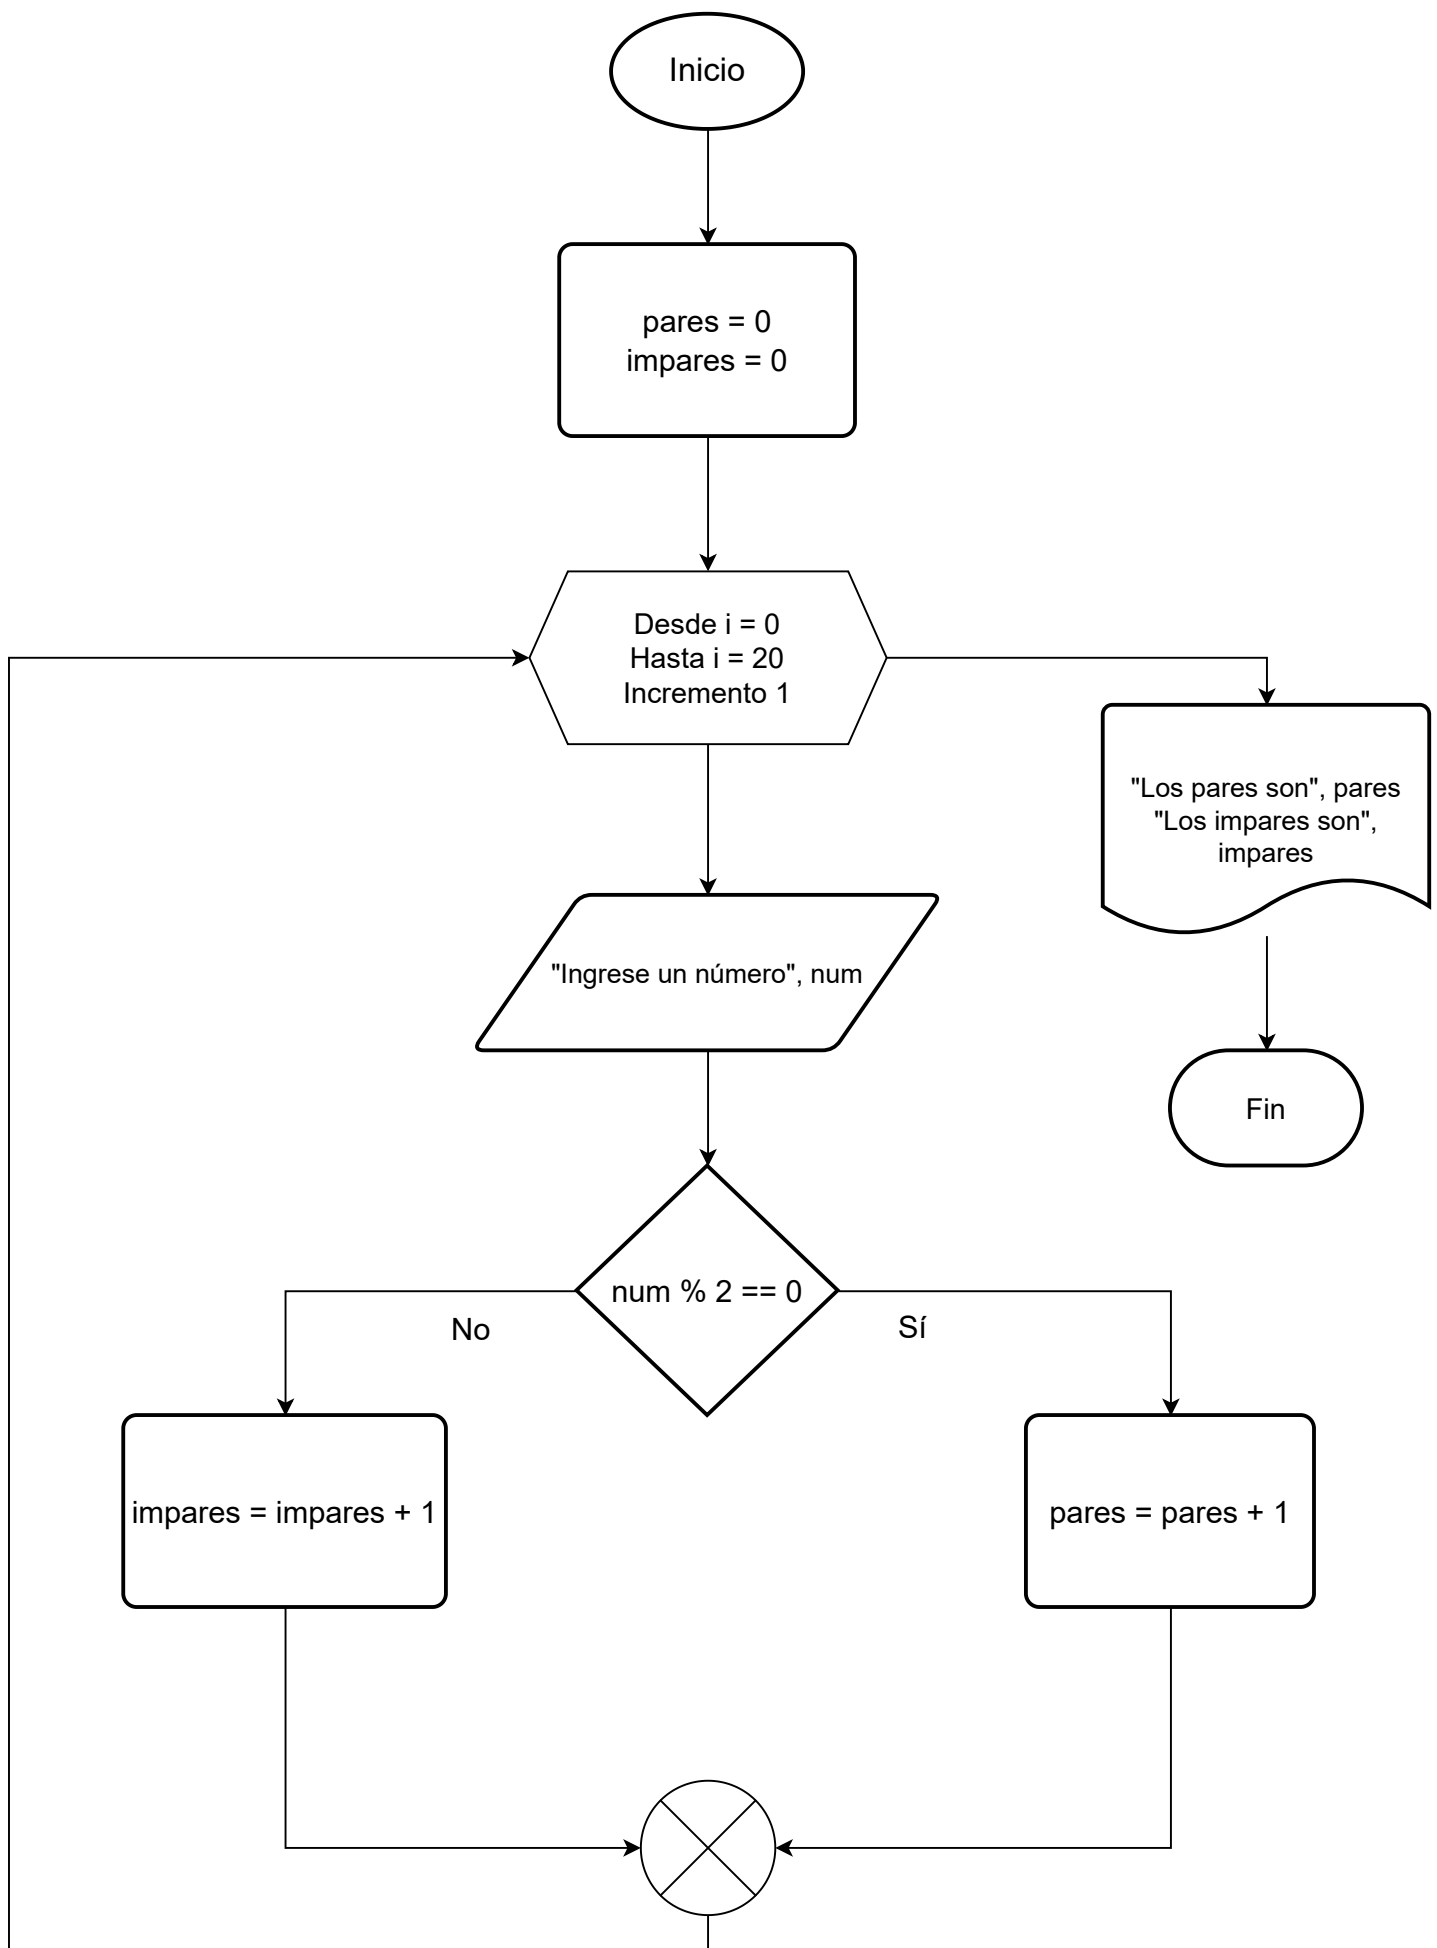 Inicio
pares = 0
impares = 0
Desde i = 0
Hasta i = 20
Incremento 1
"Los pares son", pares
"Los impares son",
impares
"Ingrese un número", num
Fin
num % 2 == 0
No
Sí
impares = impares + 1
pares = pares + 1